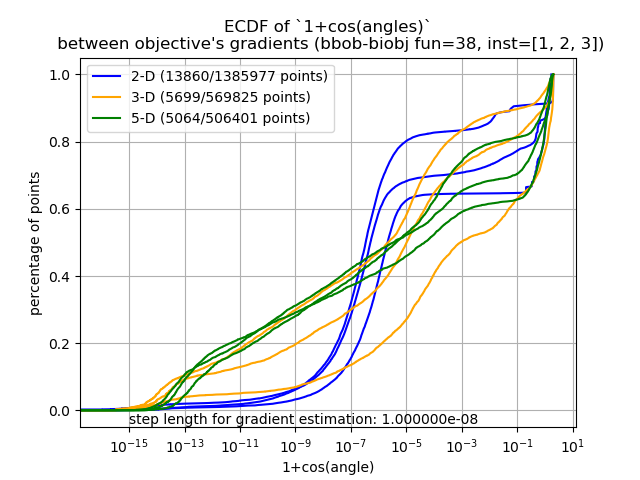 ECDF of `1+cos(angles)`
between objective's gradients (bbob-biobj fun=38, inst=[1, 2, 3])
2-D (13860/1385977 points)
3-D (5699/569825 points)
5-D (5064/506401 points)
percentage of points
1.0
0.8
0.6
0.4
0.2
0.0
step length for gradient estimation: 1.000000e-08
10⁻¹⁵ 10⁻¹³ 10⁻¹¹ 10⁻⁹ 10⁻⁷ 10⁻⁵ 10⁻³ 10⁻¹ 10¹
1+cos(angle)